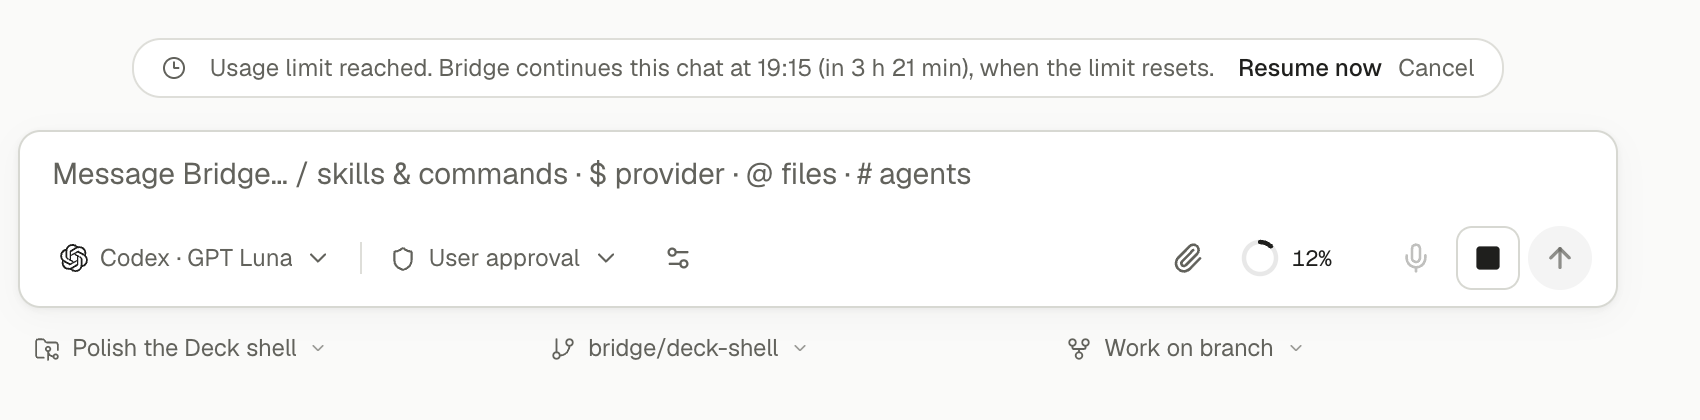 Usage limit reached. Bridge continues this chat at 19:15 (in 3 h 21 min), when the limit resets. Resume now Cancel
Message Bridge... / skills & commands · $ provider · @ files · # agents
Codex · GPT Luna User approval 12%
Polish the Deck shell bridge/deck-shell Work on branch